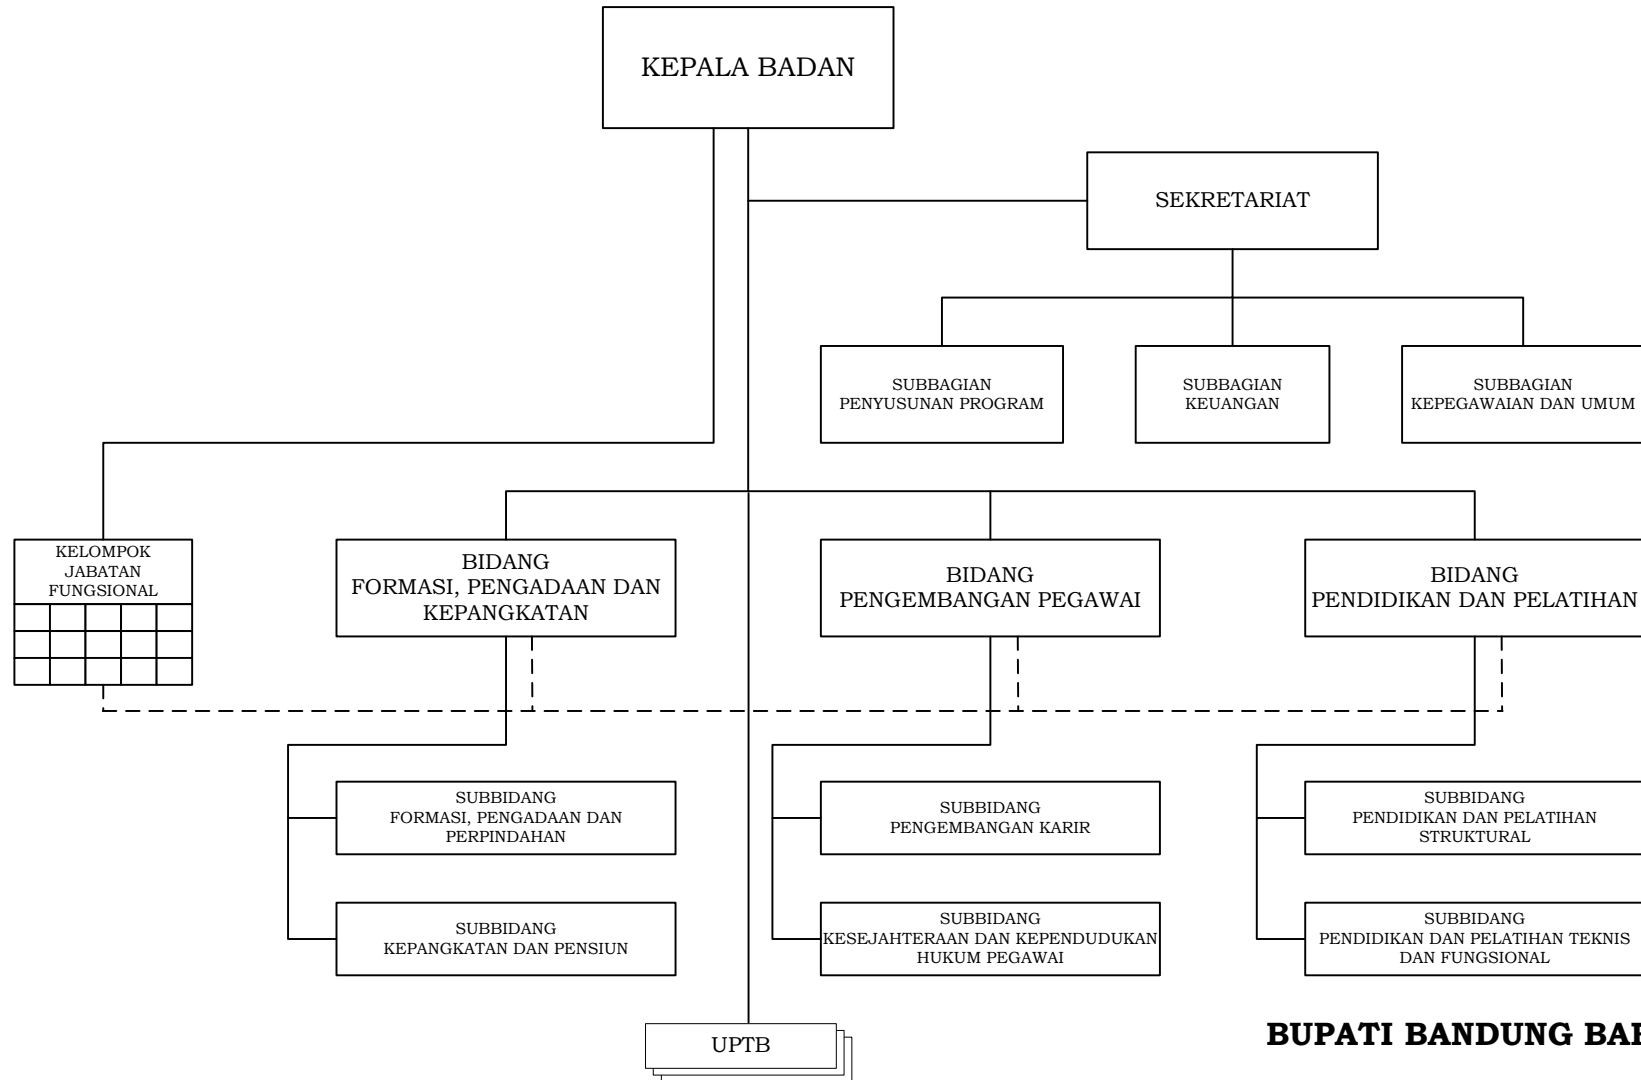 KEPALA BADAN
SEKRETARIAT
SUBBAGIAN
PENYUSUNAN PROGRAM
SUBBAGIAN
KEUANGAN
SUBBAGIAN
KEPEGAWAIAN DAN UMUM
KELOMPOK
JABATAN
FUNGSIONAL
BIDANG
FORMASI, PENGADAAN DAN
KEPANGKATAN
BIDANG
PENGEMBANGAN PEGAWAI
BIDANG
PENDIDIKAN DAN PELATIHAN
SUBBIDANG
FORMASI, PENGADAAN DAN
PERPINDAHAN
SUBBIDANG
PENGEMBANGAN KARIR
SUBBIDANG
PENDIDIKAN DAN PELATIHAN
STRUKTURAL
SUBBIDANG
KEPANGKATAN DAN PENSIUN
SUBBIDANG
KESEJAHTERAAN DAN KEPENDUDUKAN
HUKUM PEGAWAI
SUBBIDANG
PENDIDIKAN DAN PELATIHAN TEKNIS
DAN FUNGSIONAL
UPTB
BUPATI BANDUNG